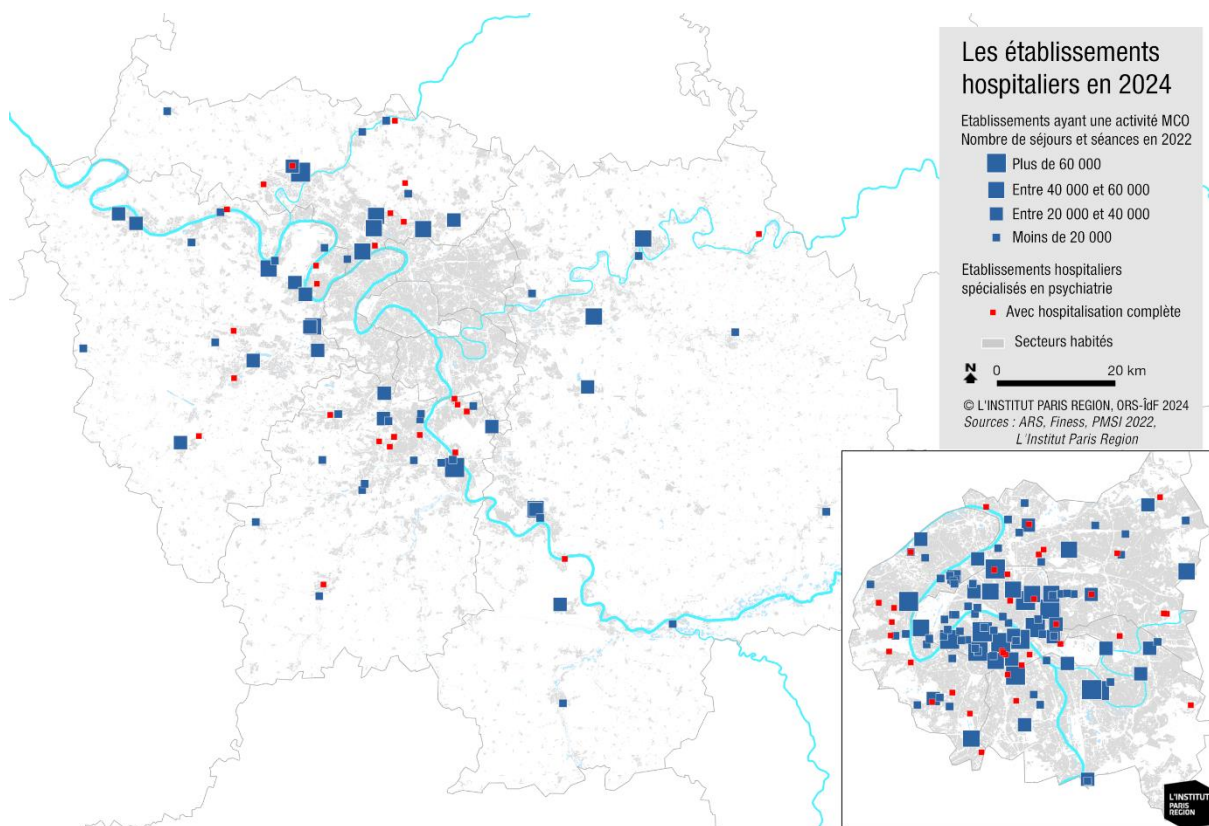 Les établissements
hospitaliers en 2024
Etablissements ayant une activité MCO
Nombre de séjours et séances en 2022
Plus de 60 000
Entre 40 000 et 60 000
Entre 20 000 et 40 000
Moins de 20 000
Etablissements hospitaliers
spécialisés en psychiatrie
Avec hospitalisation complète
Secteurs habités
N
0 20 km
© L'INSTITUT PARIS REGION, ORS-ÎdF 2024
Sources : ARS, Finess, PMSI 2022,
L'Institut Paris Region
L'INSTITUT
PARIS
REGION